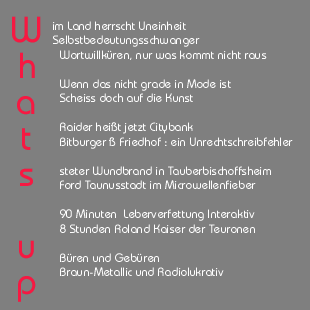 Whats up
im Land herrscht Uneinheit
Selbstbedeutungsschwanger
Wortwillküren, nur was kommt nicht raus
Wenn das nicht grade in Mode ist
Scheiss doch auf die Kunst
Raider heißt jetzt Citybank
Bitburger ß Friedhof : ein Unrechtschreibfehler
steter Wundbrand in Tauberbischoffsheim
Ford Taunusstadt im Microwellenfieber
90 Minuten Leberverfettung Interaktiv
8 Stunden Roland Kaiser der Teuronen
Büren und Gebüren
Braun-Metallic und Radiolukrativ